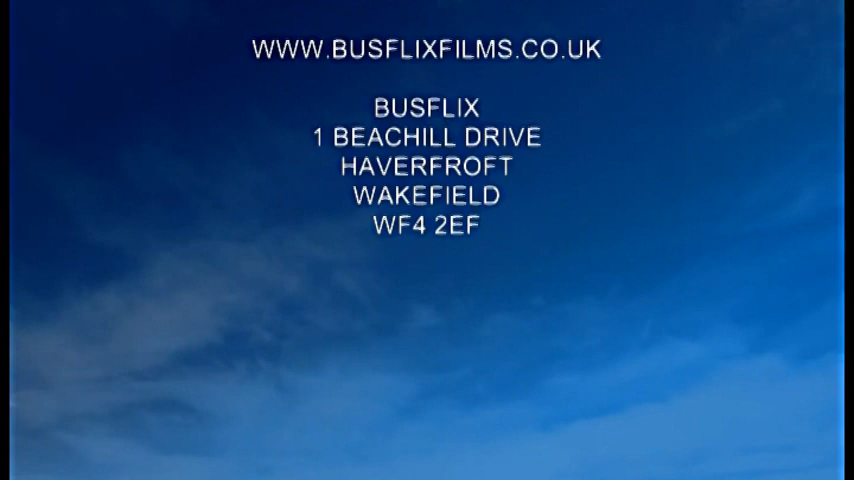 WWW.BUSFLIXFILMS.CO.UK
BUSFLIX
1 BEACHILL DRIVE
HAVERFROFT
WAKEFIELD
WF4 2EF